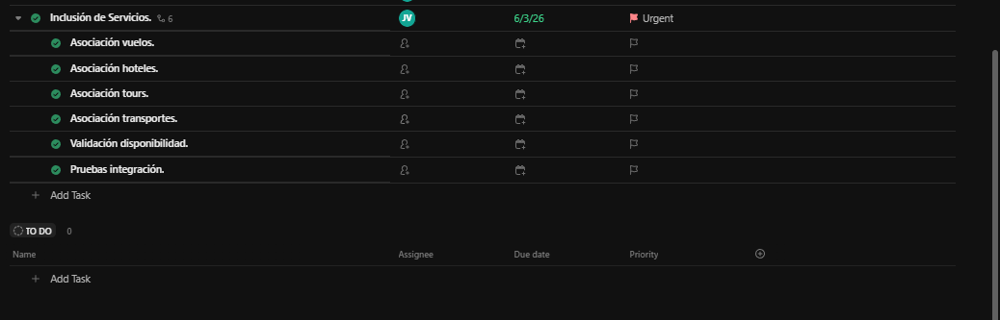 Inclusión de Servicios. 6 JV 6/3/26 Urgent
Asociación vuelos.
Asociación hoteles.
Asociación tours.
Asociación transportes.
Validación disponibilidad.
Pruebas integración.
Add Task
TO DO 0
Name Assignee Due date Priority
Add Task